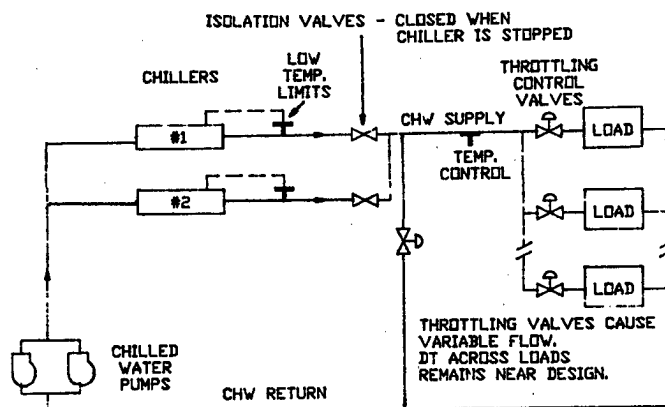 ISOLATION VALVES - CLOSED WHEN
CHILLER IS STOPPED
LOW
TEMP.
LIMITS
CHILLERS
THROTTLING
CONTROL
VALVES
#1
CHW SUPPLY
LOAD
TEMP.
CONTROL
#2
LOAD
LOAD
CHILLED
WATER
PUMPS
THROTTLING VALVES CAUSE
VARIABLE FLOW.
DT ACROSS LOADS
REMAINS NEAR DESIGN.
CHW RETURN